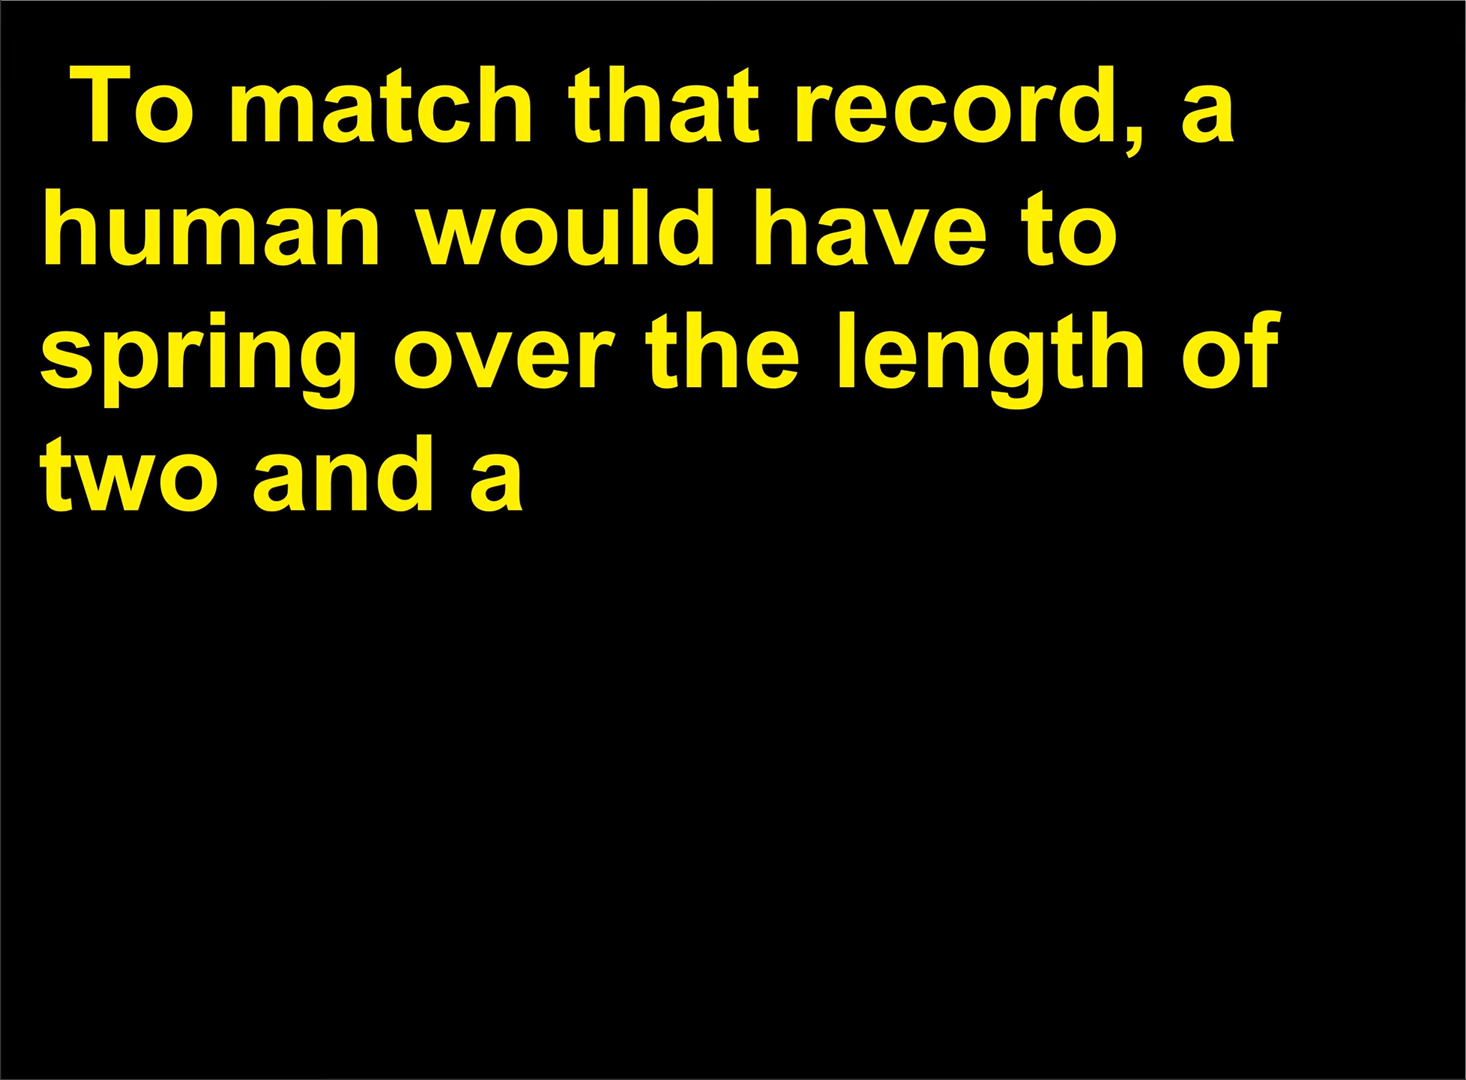 To match that record, a
human would have to
spring over the length of
two and a